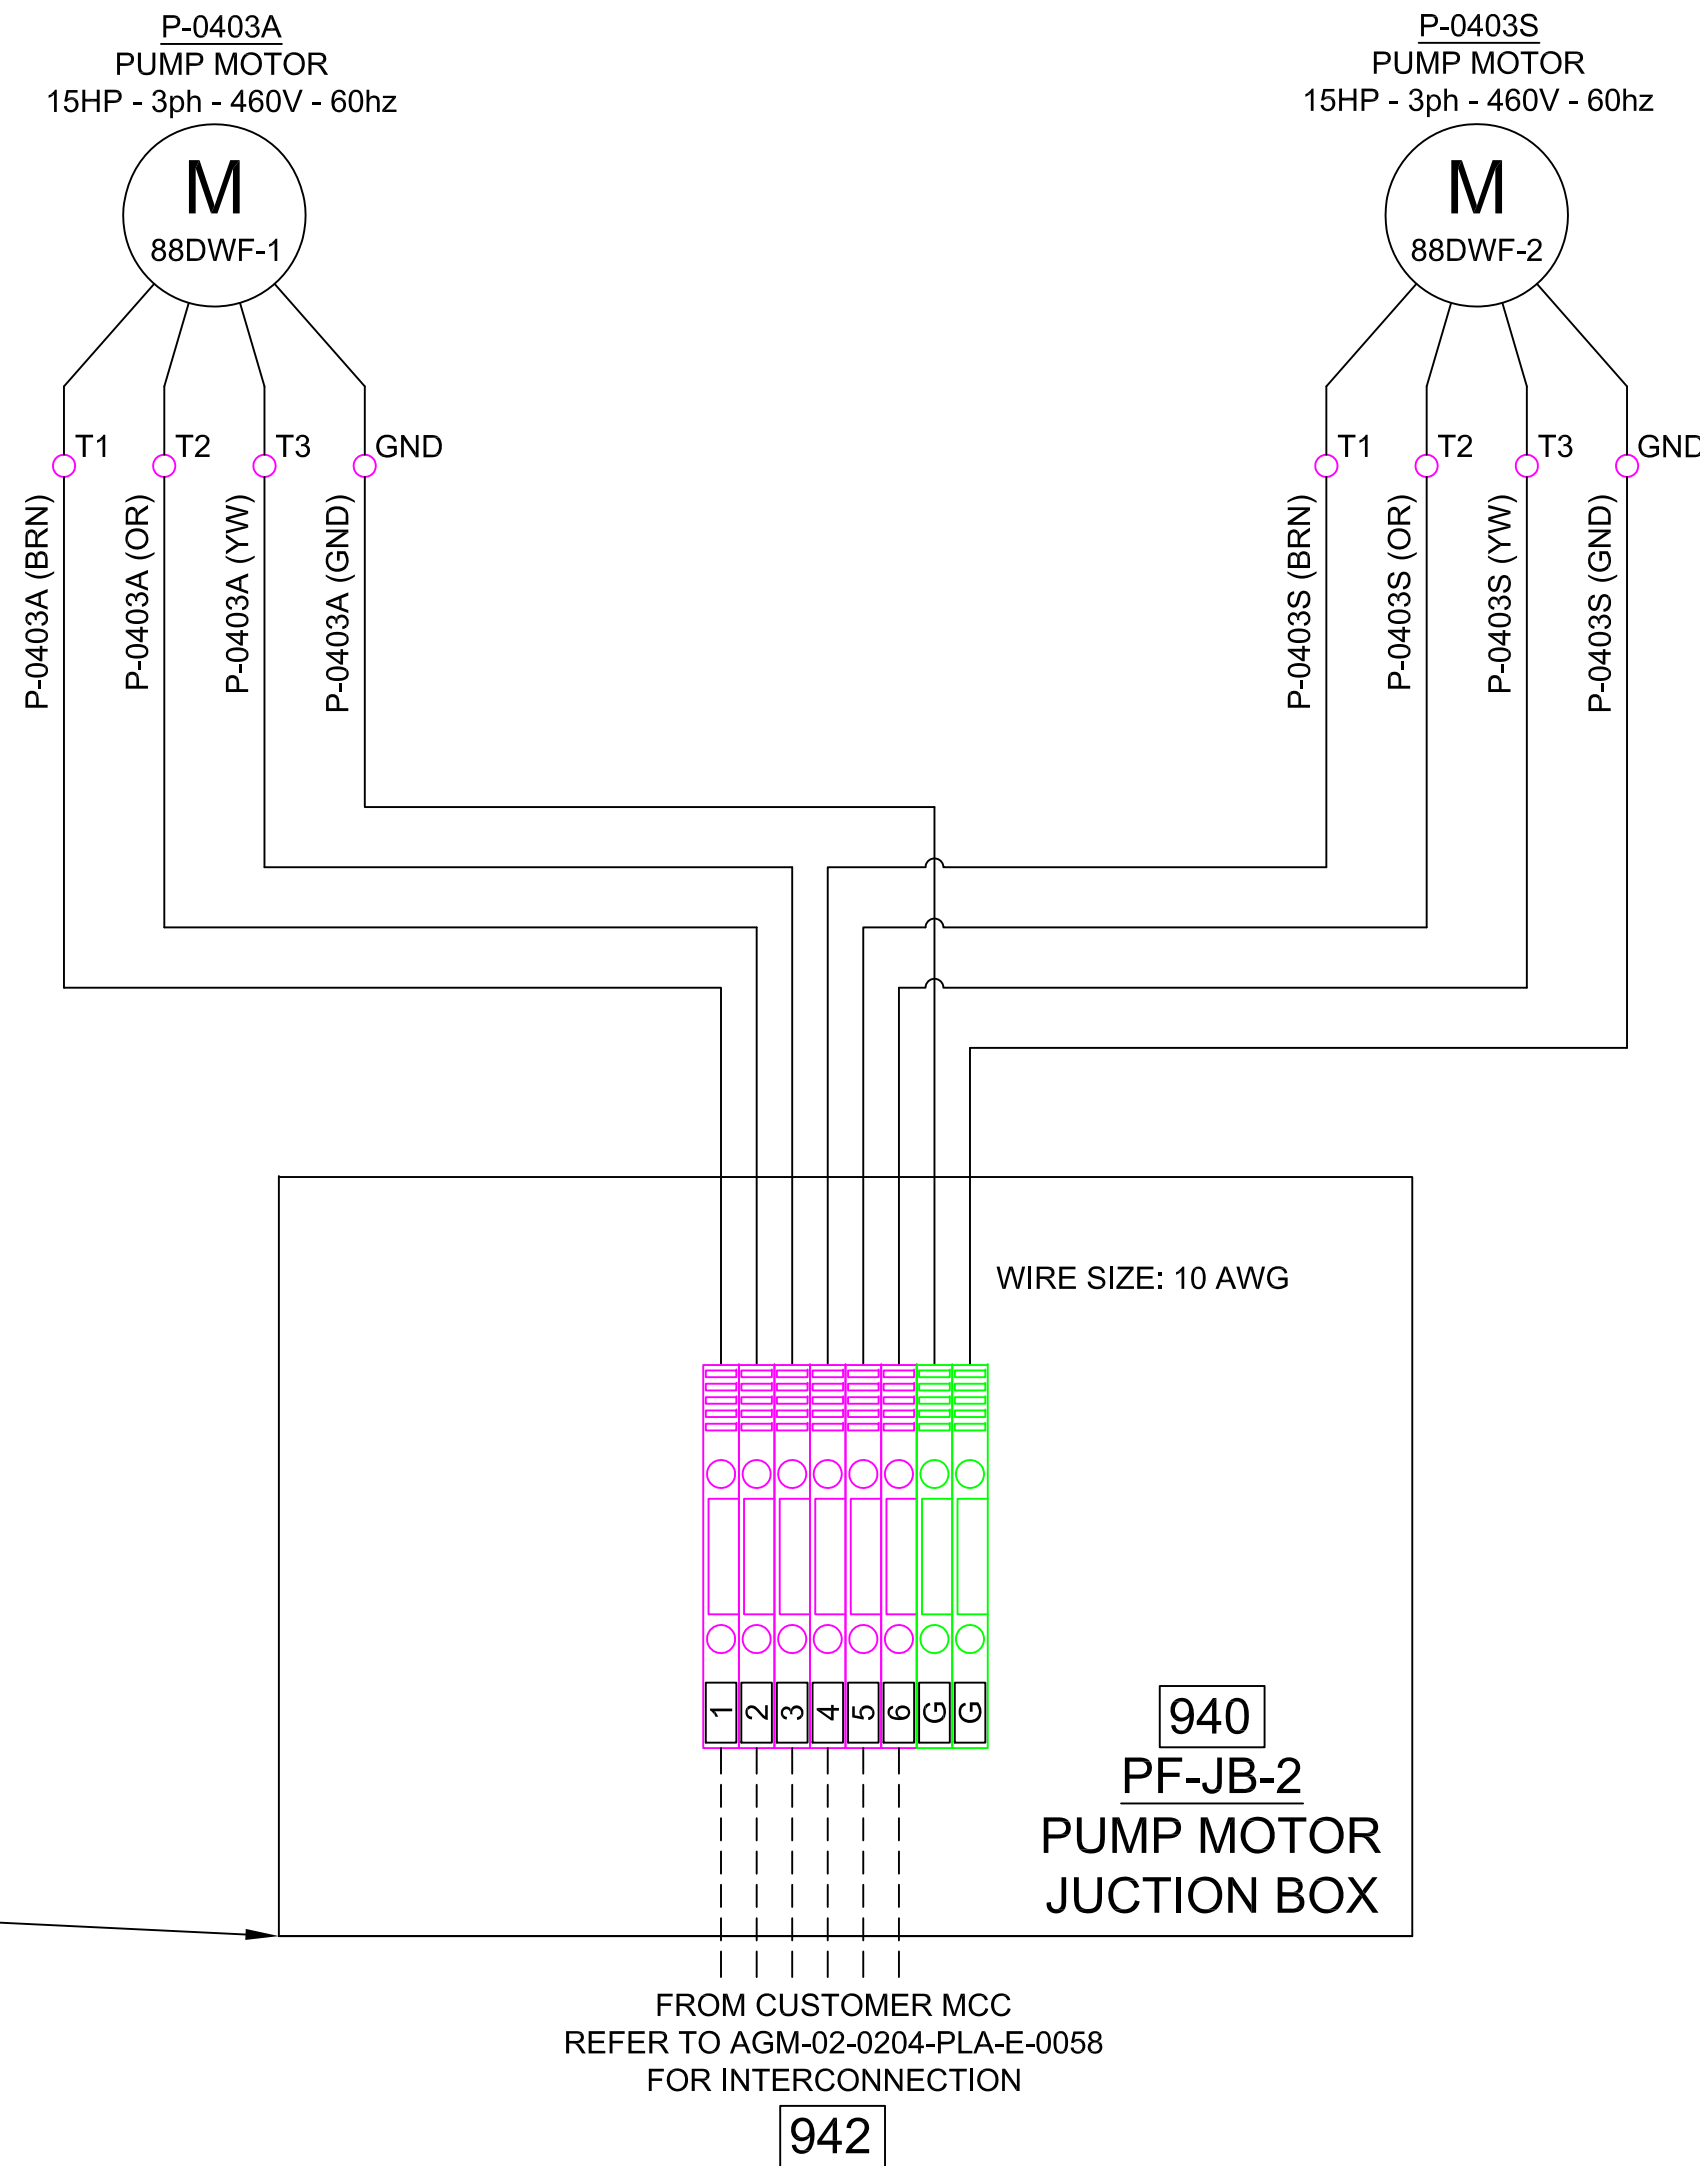 P-0403A
PUMP MOTOR
15HP - 3ph - 460V - 60hz
M
88DWF-1
T1
T2
T3
GND
P-0403A (BRN)
P-0403A (OR)
P-0403A (YW)
P-0403A (GND)
P-0403S
PUMP MOTOR
15HP - 3ph - 460V - 60hz
M
88DWF-2
T1
T2
T3
GND
P-0403S (BRN)
P-0403S (OR)
P-0403S (YW)
P-0403S (GND)
WIRE SIZE: 10 AWG
1
2
3
4
5
6
G
G
940
PF-JB-2
PUMP MOTOR
JUCTION BOX
FROM CUSTOMER MCC
REFER TO AGM-02-0204-PLA-E-0058
FOR INTERCONNECTION
942